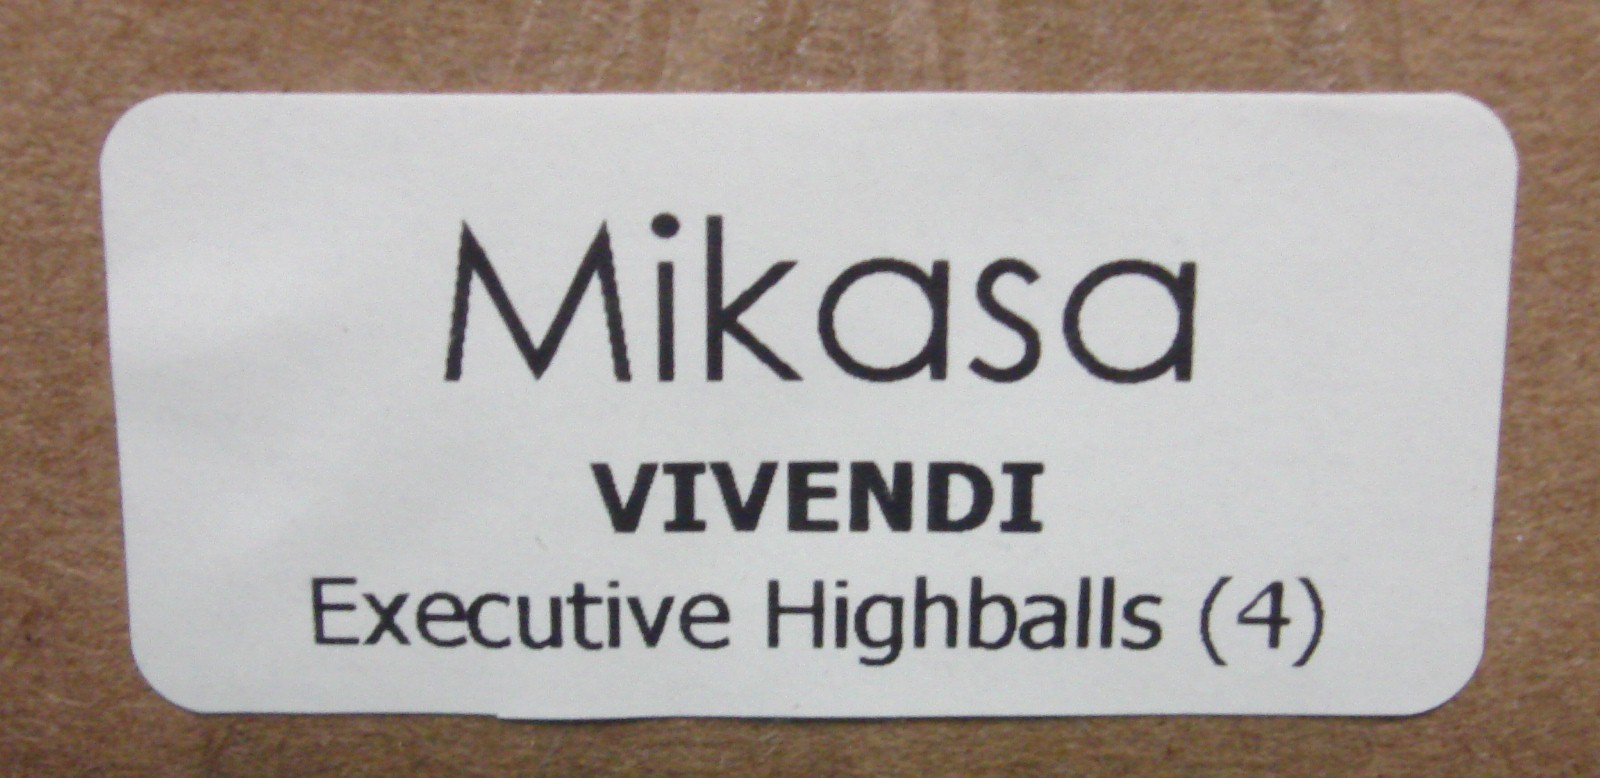 Mikasa
VIVENDI
Executive Highballs (4)